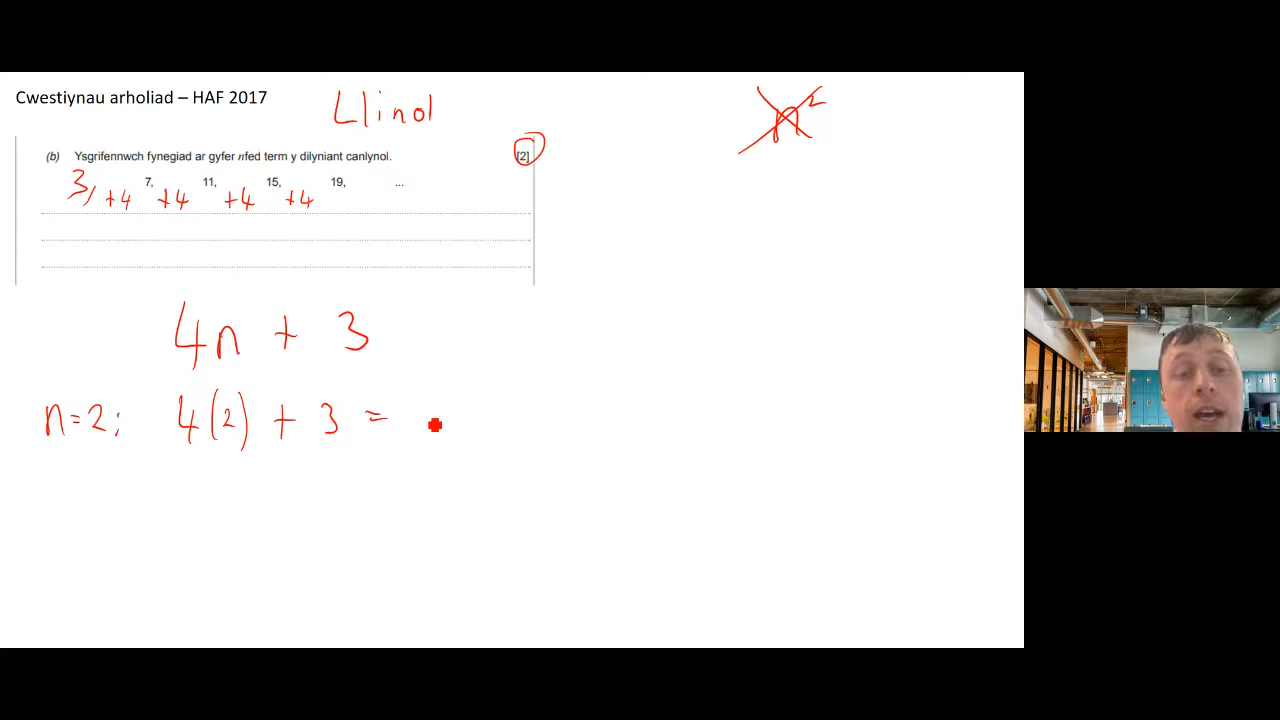 Cwestiynau arholiad – HAF 2017
Llinol
n²
(b) Ysgrifennwch fynegiad ar gyfer nfed term y dilyniant canlynol. [2]
3, 7, 11, 15, 19, ...
+4 +4 +4 +4
4n + 3
n=2; 4(2) + 3 =